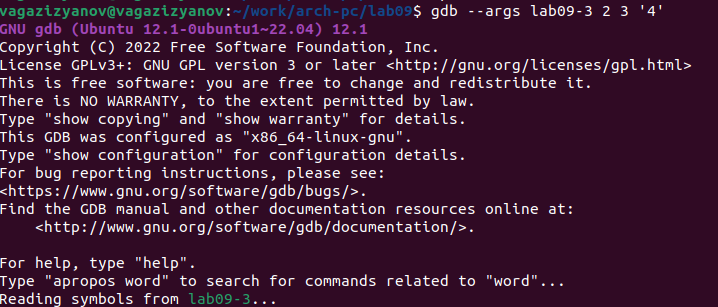 vagazizyanov@vagazizyanov:~/work/arch-pc/lab09$ gdb --args lab09-3 2 3 '4'
GNU gdb (Ubuntu 12.1-0ubuntu1~22.04) 12.1
Copyright (C) 2022 Free Software Foundation, Inc.
License GPLv3+: GNU GPL version 3 or later <http://gnu.org/licenses/gpl.html>
This is free software: you are free to change and redistribute it.
There is NO WARRANTY, to the extent permitted by law.
Type "show copying" and "show warranty" for details.
This GDB was configured as "x86_64-linux-gnu".
Type "show configuration" for configuration details.
For bug reporting instructions, please see:
<https://www.gnu.org/software/gdb/bugs/>.
Find the GDB manual and other documentation resources online at:
    <http://www.gnu.org/software/gdb/documentation/>.

For help, type "help".
Type "apropos word" to search for commands related to "word"...
Reading symbols from lab09-3...